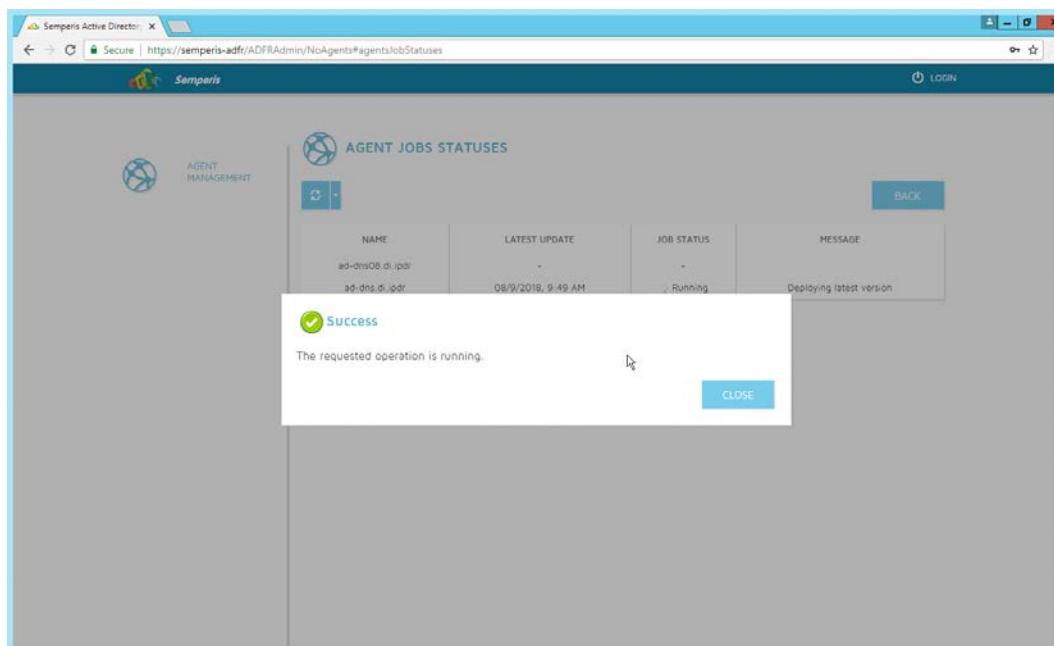 Semperis Active Director
Secure | https://semperis-adfr/ADFRAdmin/NoAgents#agentsJobStatuses
Semperis
LOGIN
AGENT MANAGEMENT
AGENT JOBS STATUSES
BACK
NAME LATEST UPDATE JOB STATUS MESSAGE
ad-dns08.di.ipdr - -
ad-dns.di.ipdr 08/9/2018, 9:49 AM Running Deploying latest version
Success
The requested operation is running.
CLOSE